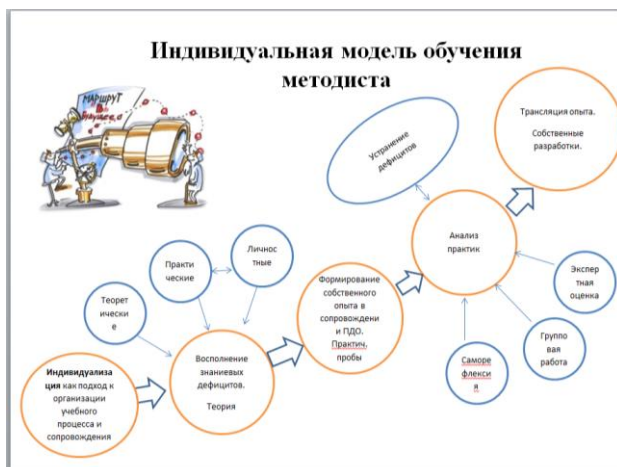 Индивидуальная модель обучения
методиста
МАРШРУТ
В
Трансляция опыта.
Собственные
разработки.
Устранение
дефицитов
Анализ
практик
Личнос
тные
Практи
ческие
Теорет
ически
е
Формирование
собственного
опыта в
сопровождени
и ПДО.
Практич.
пробы
Экспер
тная
оценка
Группо
вая
работа
Саморе
флекси
я
Восполнение
знаниевых
дефицитов.
Теория
Индивидуализа
ция как подход к
организации
учебного
процесса и
сопровождения